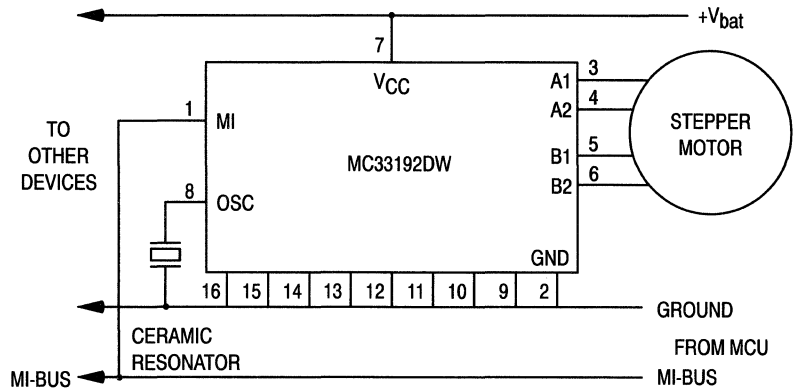 +Vbat
7
VCC
A1 3
A2 4
1 MI
TO
OTHER
DEVICES
STEPPER
MOTOR
MC33192DW
B1 5
B2 6
8 OSC
GND
16 15 14 13 12 11 10 9 2
GROUND
CERAMIC
RESONATOR
FROM MCU
MI-BUS
MI-BUS